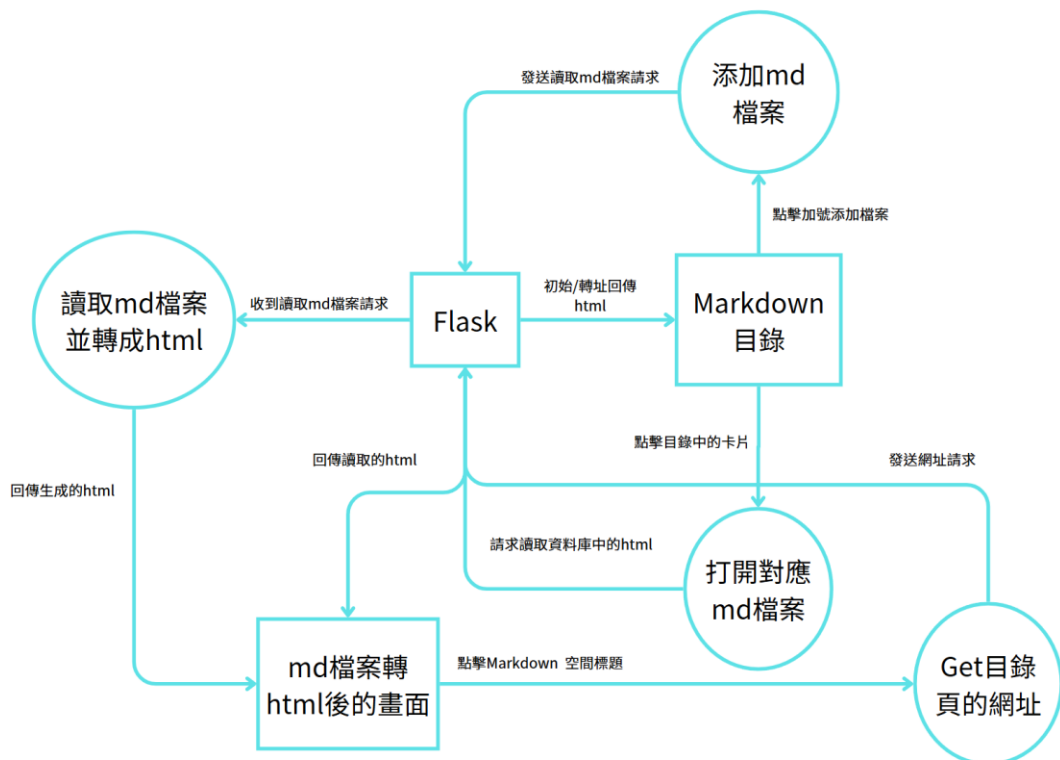 發送讀取md檔案請求
添加md
檔案
點擊加號添加檔案
讀取md檔案
並轉成html
收到讀取md檔案請求
Flask
初始/轉址回傳
html
Markdown
目錄
點擊目錄中的卡片
回傳讀取的html
發送網址請求
回傳生成的html
請求讀取資料庫中的html
打開對應
md檔案
md檔案轉
html後的畫面
點擊Markdown 空間標題
Get目錄
頁的網址